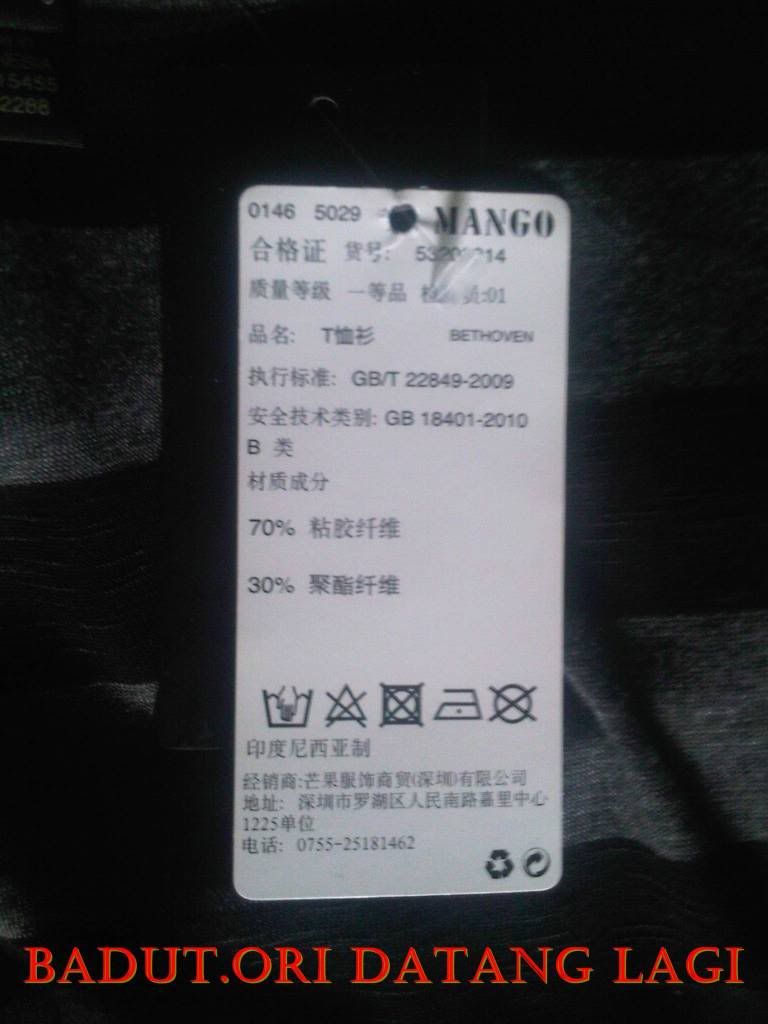 5455
2288
0146 5029 MANGO
合格证 货号:
质量等级 一等品 :01
品名: T恤衫 BETHOVEN
执行标准: GB/T 22849-2009
安全技术类别: GB 18401-2010
B 类
材质成分
70% 粘胶纤维
30% 聚酯纤维
印度尼西亚制
经销商:芒果服饰商贸(深圳)有限公司
地址: 深圳市罗湖区人民南路嘉里中心
1225单位
电话: 0755-25181462
BADUT.ORI DATANG LAGI